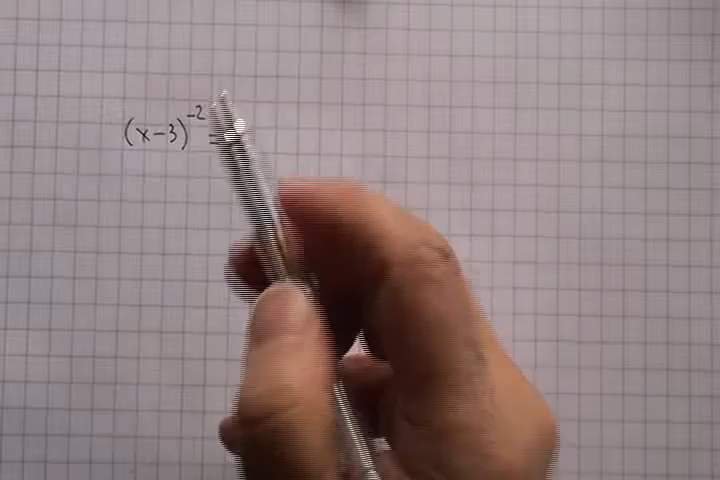 (x-3)⁻² =